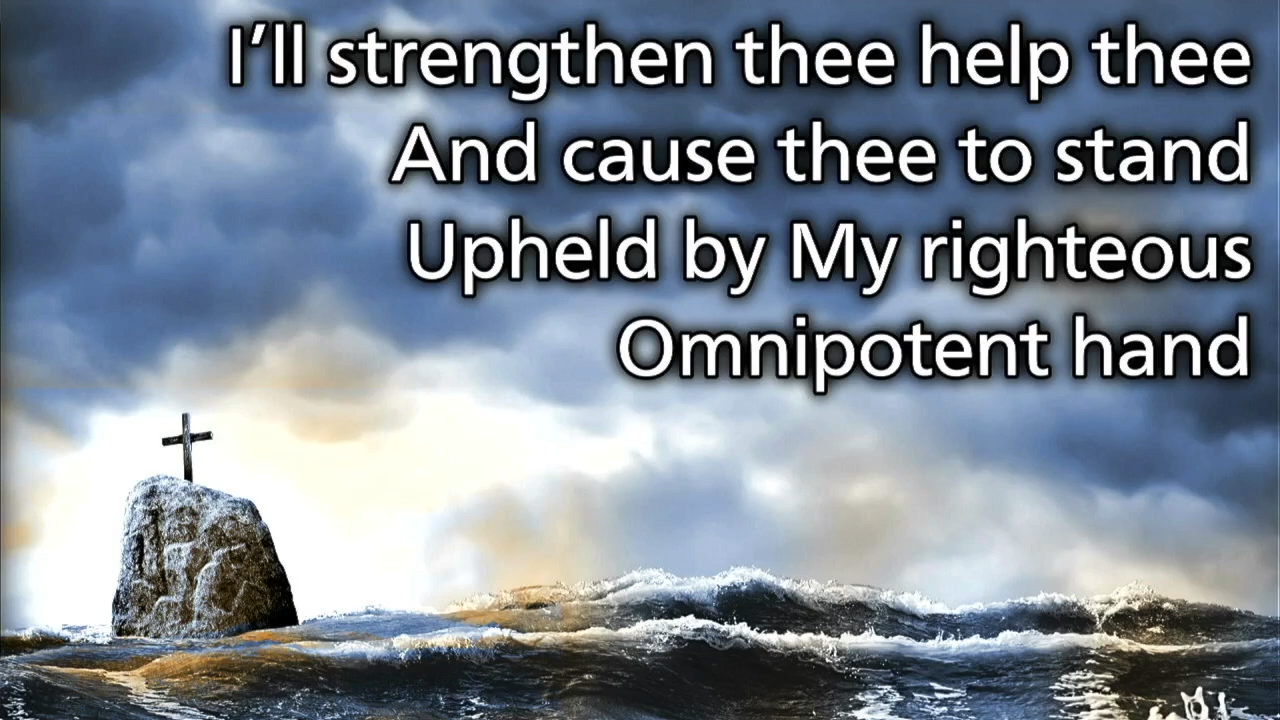 I’ll strengthen thee help thee
And cause thee to stand
Upheld by My righteous
Omnipotent hand